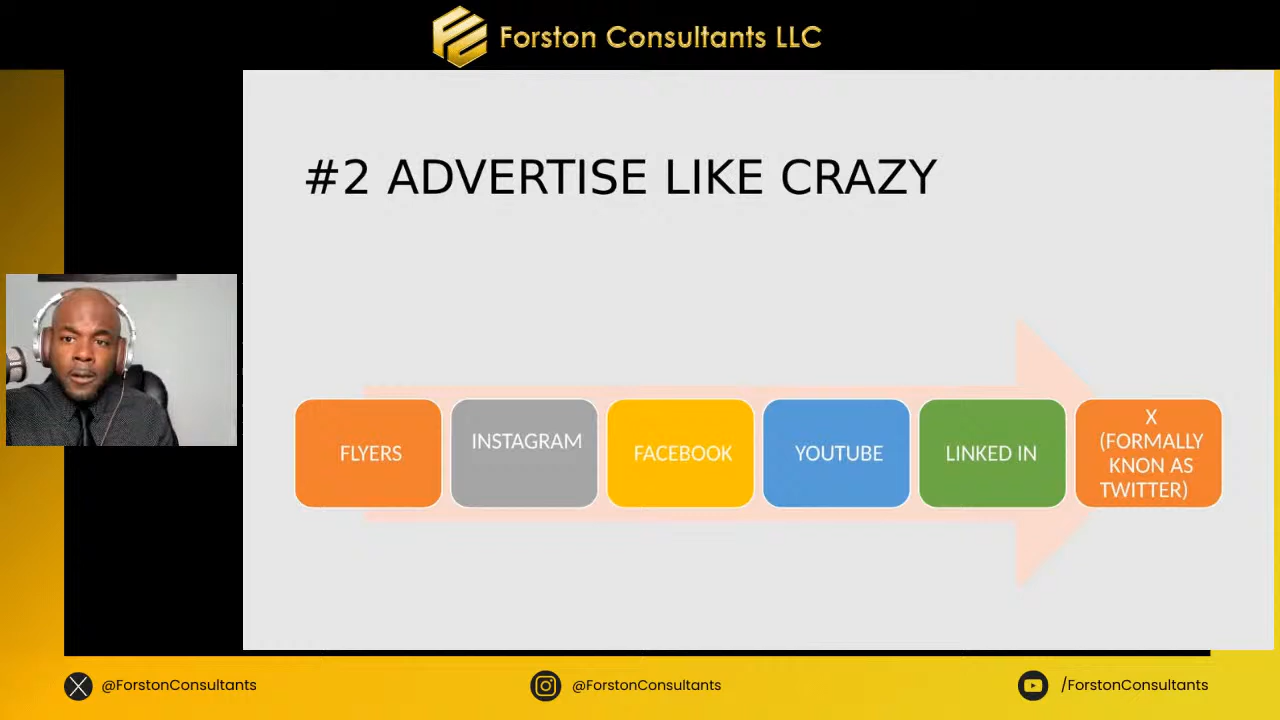 Forston Consultants LLC
#2 ADVERTISE LIKE CRAZY
FLYERS
INSTAGRAM
FACEBOOK
YOUTUBE
LINKED IN
X
(FORMALLY
KNON AS
TWITTER)
@ForstonConsultants
@ForstonConsultants
/ForstonConsultants